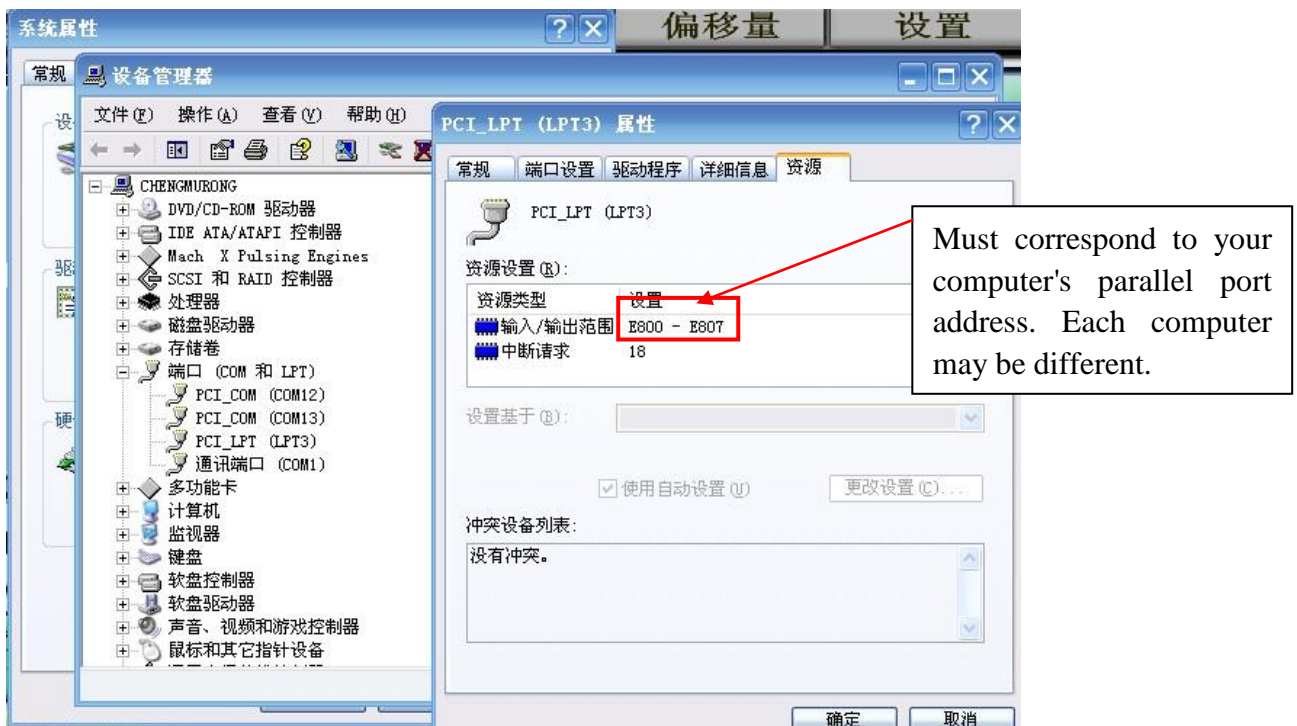 偏移量
设置
系统属性
常规
设备管理器
文件(F) 操作(A) 查看(V) 帮助(H)
CHENGMURONG
DVD/CD-ROM 驱动器
IDE ATA/ATAPI 控制器
Mach X Pulsing Engines
SCSI 和 RAID 控制器
处理器
磁盘驱动器
存储卷
端口 (COM 和 LPT)
PCI_COM (COM12)
PCI_COM (COM13)
PCI_LPT (LPT3)
通讯端口 (COM1)
多功能卡
计算机
监视器
键盘
软盘控制器
软盘驱动器
声音、视频和游戏控制器
鼠标和其它指针设备
PCI_LPT (LPT3) 属性
常规 端口设置 驱动程序 详细信息 资源
PCI_LPT (LPT3)
资源设置(R):
资源类型 设置
输入/输出范围 E800 - E807
中断请求 18
设置基于(B):
使用自动设置(U) 更改设置(C)...
冲突设备列表:
没有冲突。
确定 取消
Must correspond to your
computer's parallel port
address. Each computer
may be different.